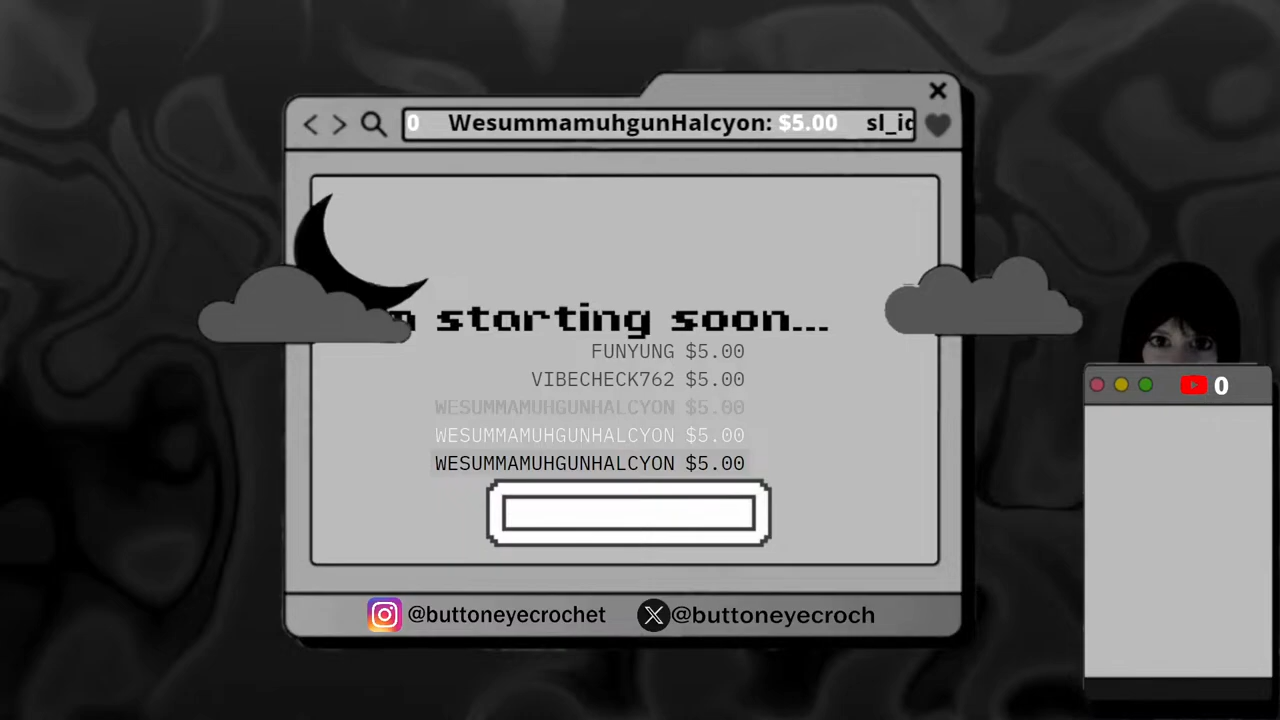 0 WesummamuhgunHalcyon: $5.00 sl_id
starting soon...
FUNYUNG $5.00
VIBECHECK762 $5.00
WESUMMAMUHGUNHALCYON $5.00
WESUMMAMUHGUNHALCYON $5.00
WESUMMAMUHGUNHALCYON $5.00
0
@buttoneyecrochet @buttoneyecroch